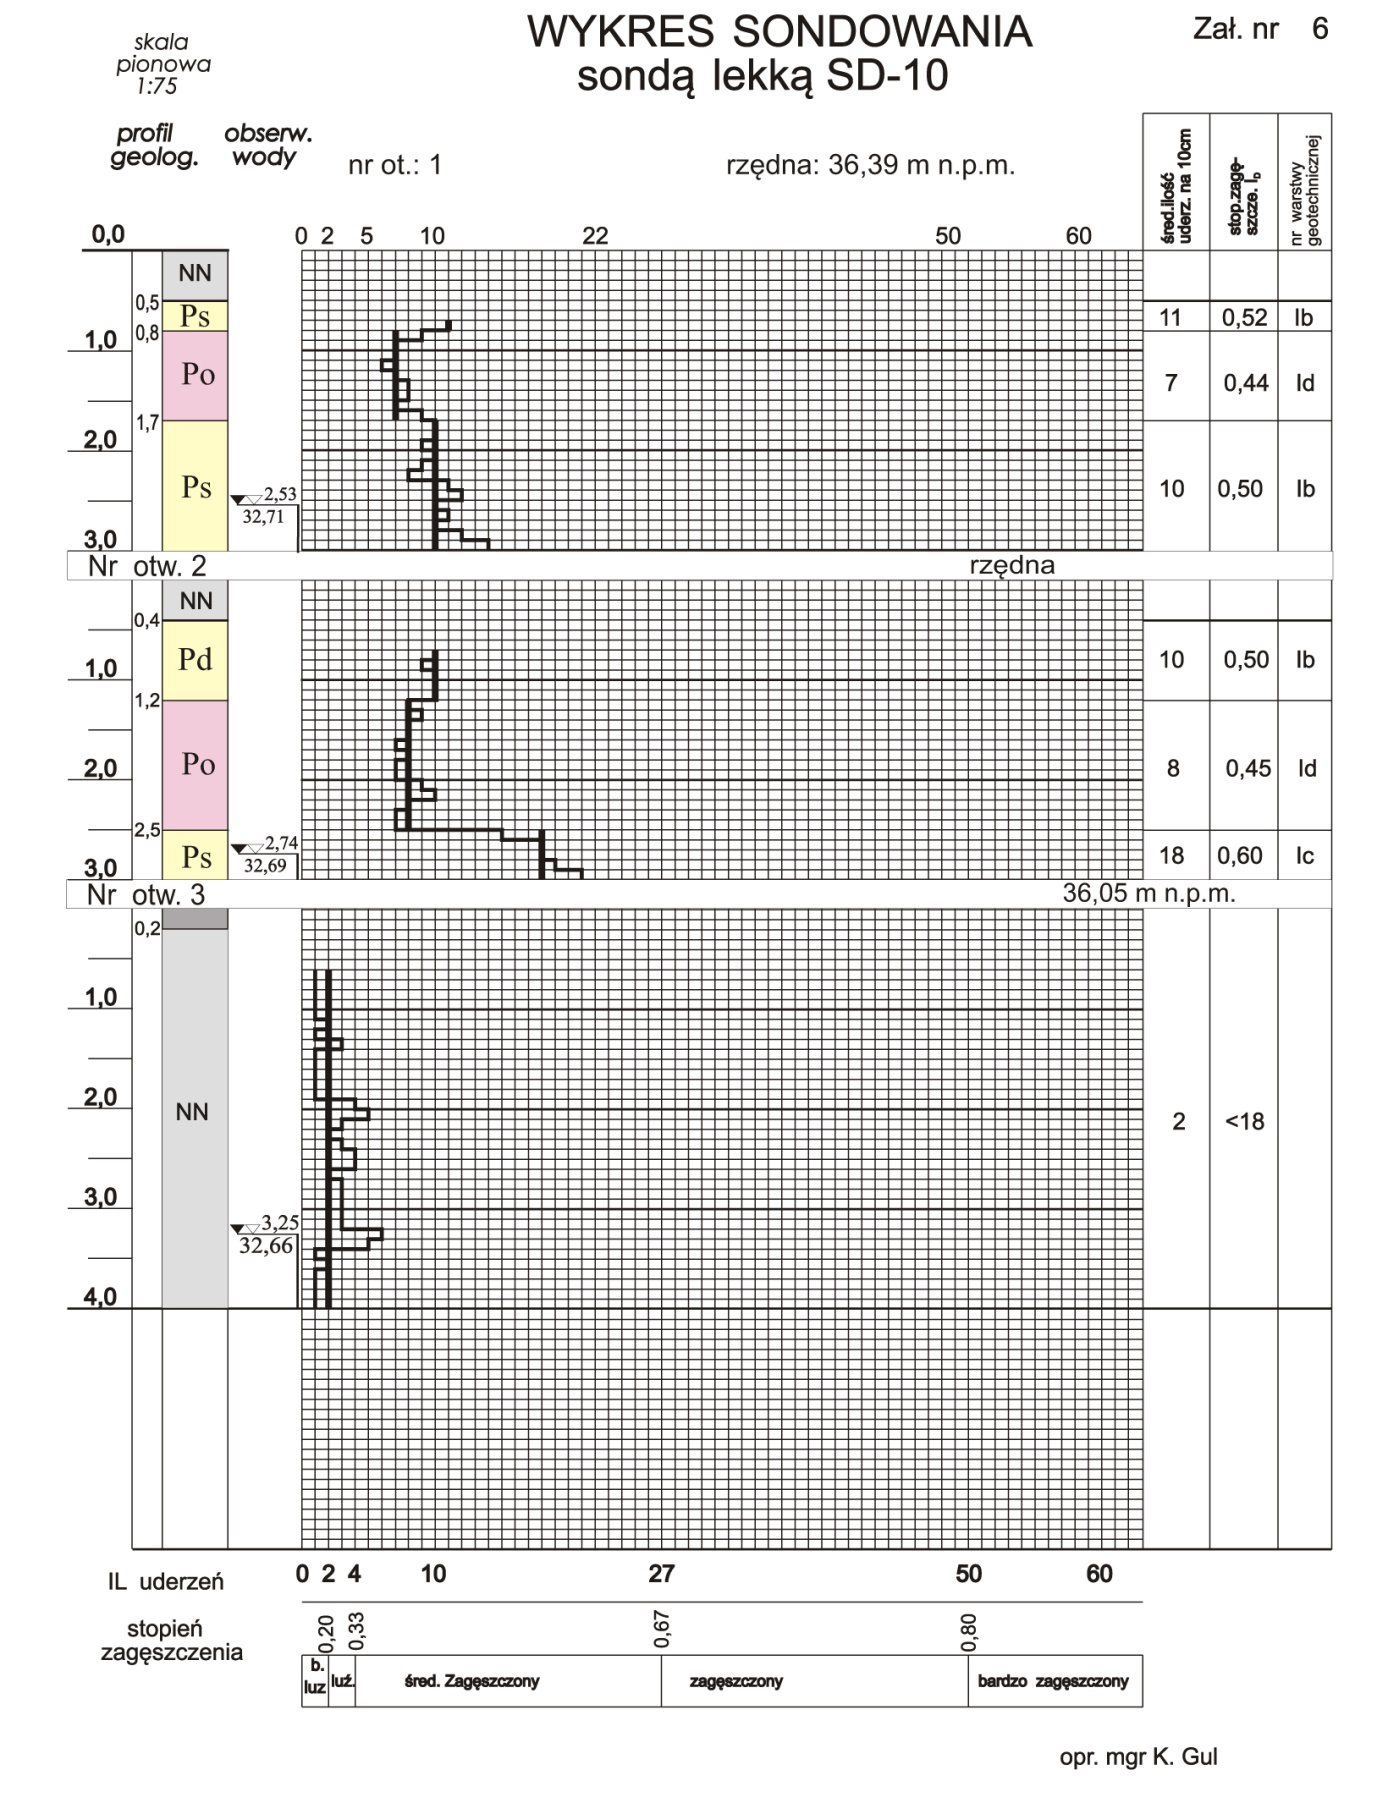 WYKRES SONDOWANIA
sondą lekką SD-10
Zał. nr 6
skala
pionowa
1:75
profil
geolog.
obserw.
wody
nr ot.: 1
rzędna: 36,39 m n.p.m.
śred.ilość
uderz. na 10cm
stop.zagę-
szcze. ID
nr warstwy
geotechnicznej
0,0
0 2 5 10 22 50 60
NN
0,5
Ps
11 0,52 Ib
0,8
1,0
Po
7 0,44 Id
1,7
2,0
Ps
10 0,50 Ib
2,53
32,71
3,0
Nr otw. 2
rzędna
NN
0,4
Pd
10 0,50 Ib
1,0
1,2
Po
8 0,45 Id
2,0
2,5
2,74
32,69
Ps
18 0,60 Ic
3,0
Nr otw. 3
36,05 m n.p.m.
0,2
1,0
2,0
NN
2 <18
3,0
3,25
32,66
4,0
IL uderzeń
0 2 4 10 27 50 60
stopień
zagęszczenia
0,20 0,33 0,67 0,80
b.
luz
luź.
śred. Zagęszczony
zagęszczony
bardzo zagęszczony
opr. mgr K. Gul